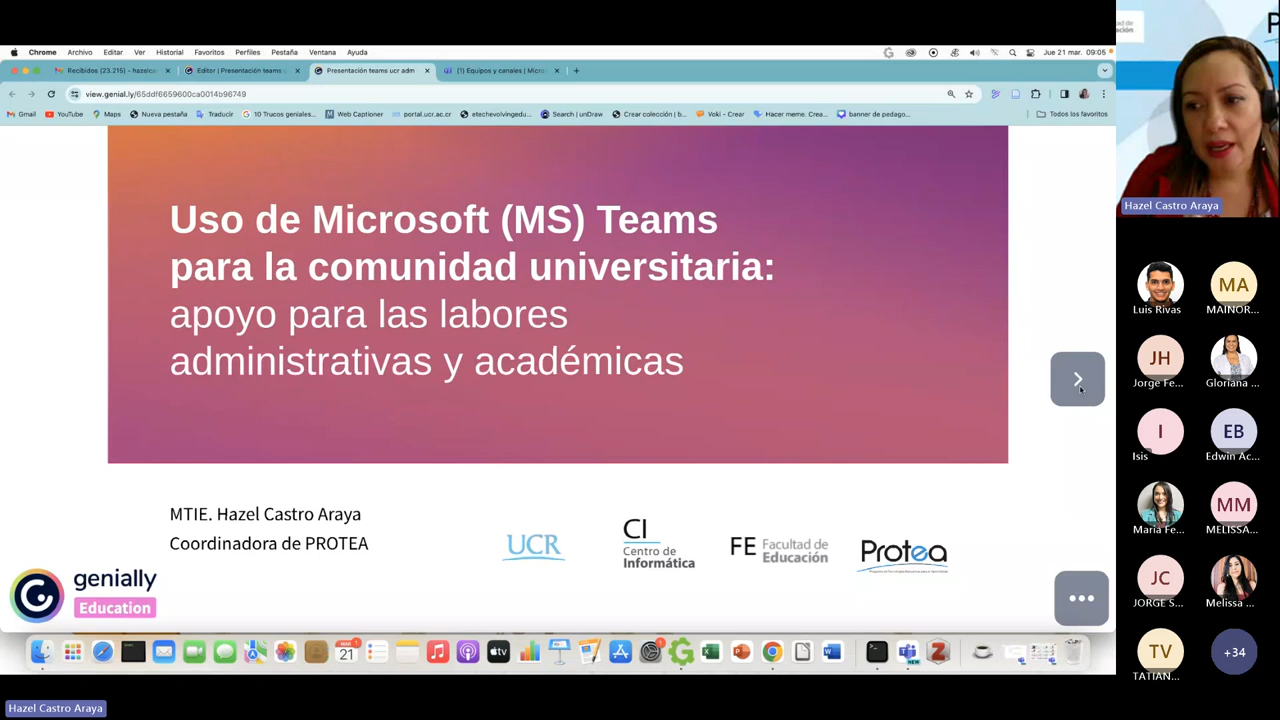 Chrome Archivo Editar Ver Historial Favoritos Perfiles Pestaña Ventana Ayuda
Jue 21 mar. 09:05
Recibidos (23.215) - hazelca
Editor | Presentación teams u
Presentación teams ucr adm
(1) Equipos y canales | Micro
view.genial.ly/65ddf6659600ca0014b96749
Gmail YouTube Maps Nueva pestaña Traducir 10 Trucos geniales... Web Captioner portal.ucr.ac.cr etechevolvingedu... Search | unDraw Crear colección | b... Voki - Crear Hacer meme. Crea... banner de pedago... Todos los favoritos
Uso de Microsoft (MS) Teams
para la comunidad universitaria:
apoyo para las labores
administrativas y académicas
MTIE. Hazel Castro Araya
Coordinadora de PROTEA
UCR
CI
Centro de
Informática
FE Facultad de
Educación
Protea
genially
Education
MAR
21
tv
NEW
Hazel Castro Araya
Hazel Castro Araya
Luis Rivas
MA
MAINOR...
JH
Jorge Fe...
Gloriana ...
I
Isis
EB
Edwin Ac...
Maria Fe...
MM
MELISSA...
JC
JORGE S...
Melissa ...
TV
TATIAN...
+34